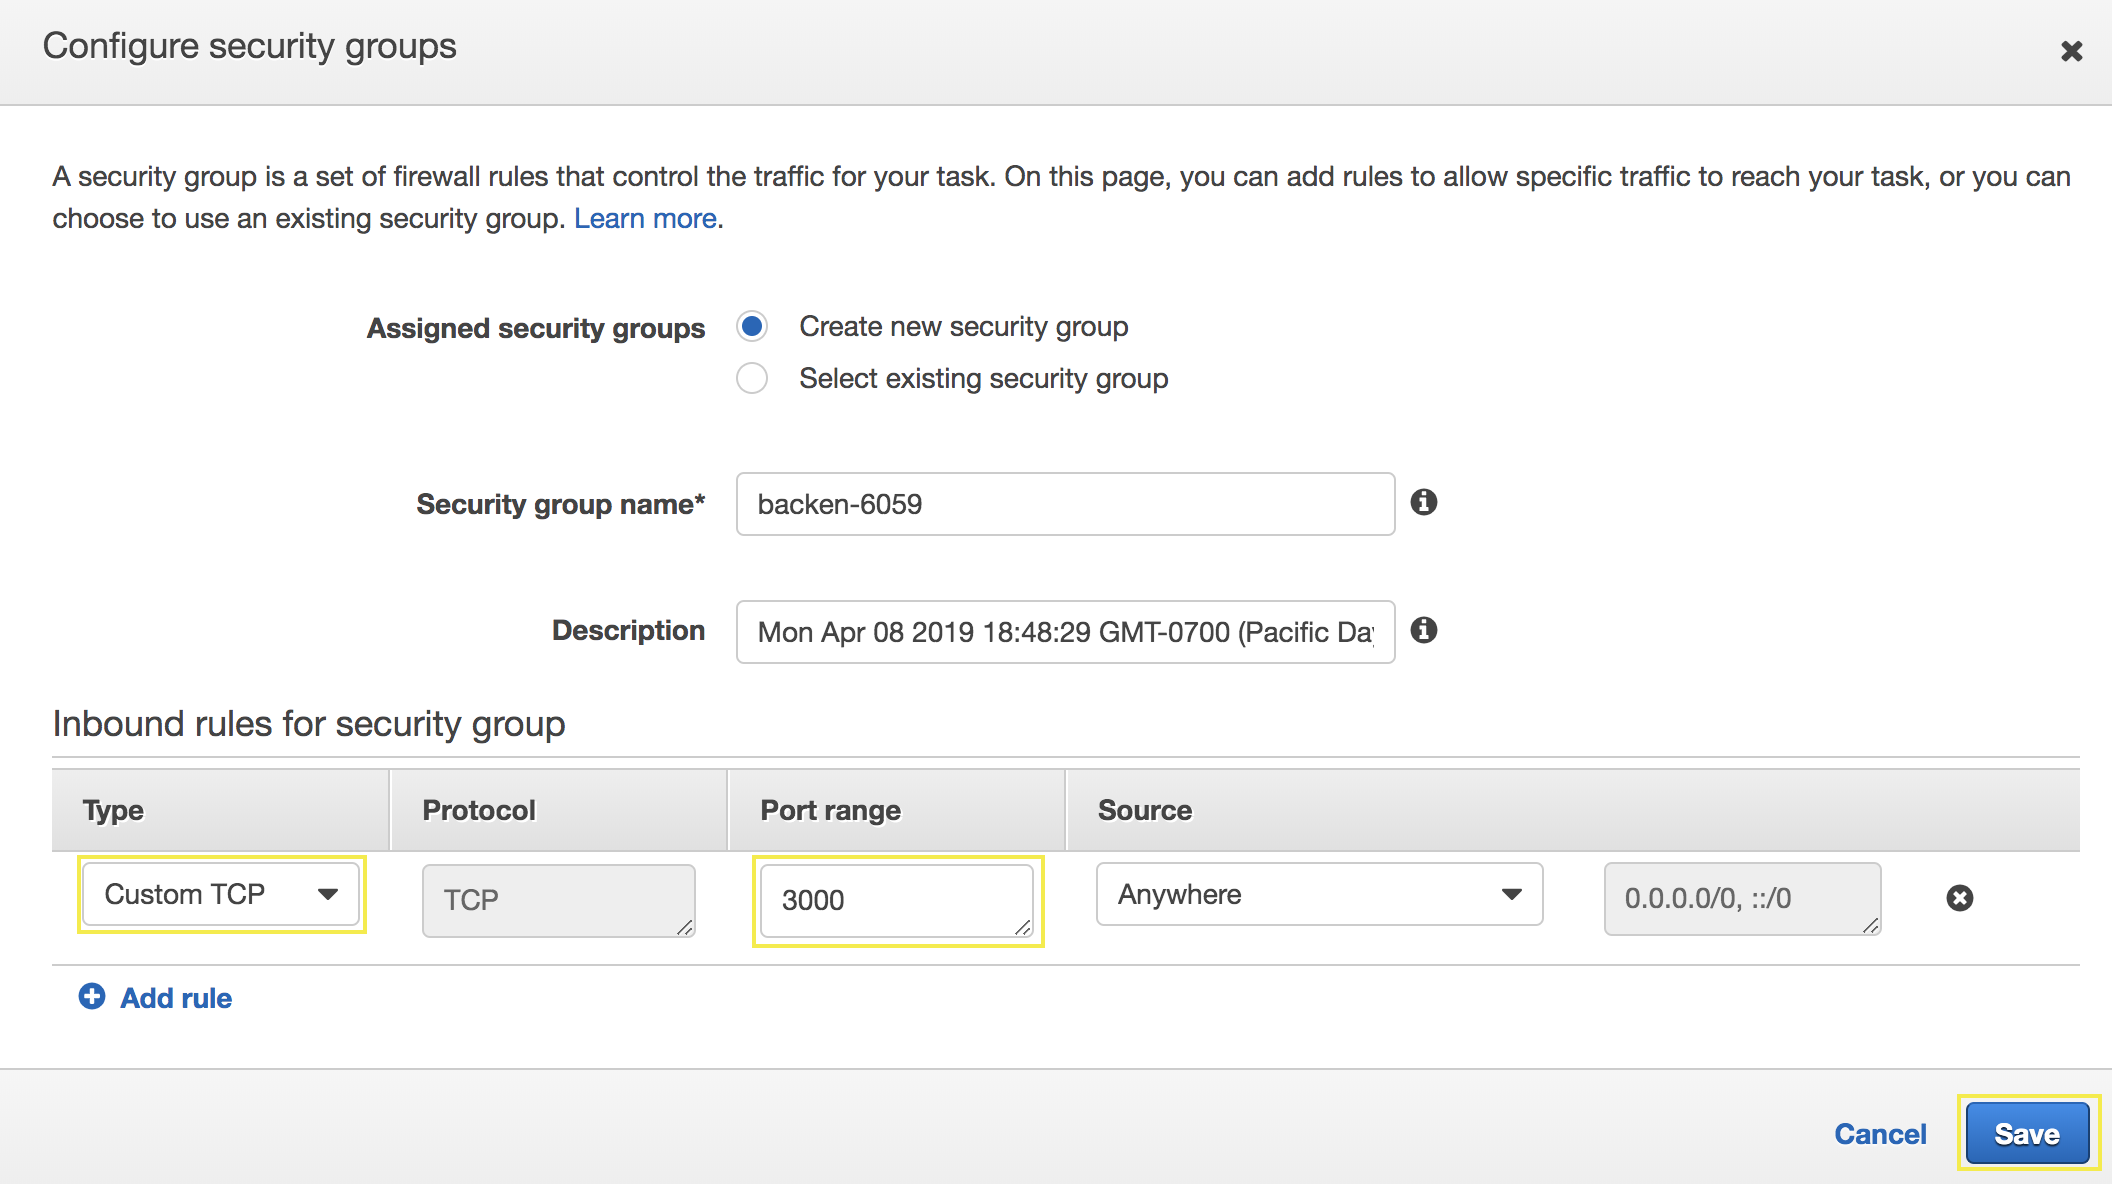 Configure security groups
A security group is a set of firewall rules that control the traffic for your task. On this page, you can add rules to allow specific traffic to reach your task, or you can
choose to use an existing security group. Learn more.
Assigned security groups
Create new security group
Select existing security group
Security group name*
backen-6059
Description
Mon Apr 08 2019 18:48:29 GMT-0700 (Pacific Day
Inbound rules for security group
Type Protocol Port range Source
Custom TCP TCP 3000 Anywhere 0.0.0.0/0, ::/0
Add rule
Cancel Save